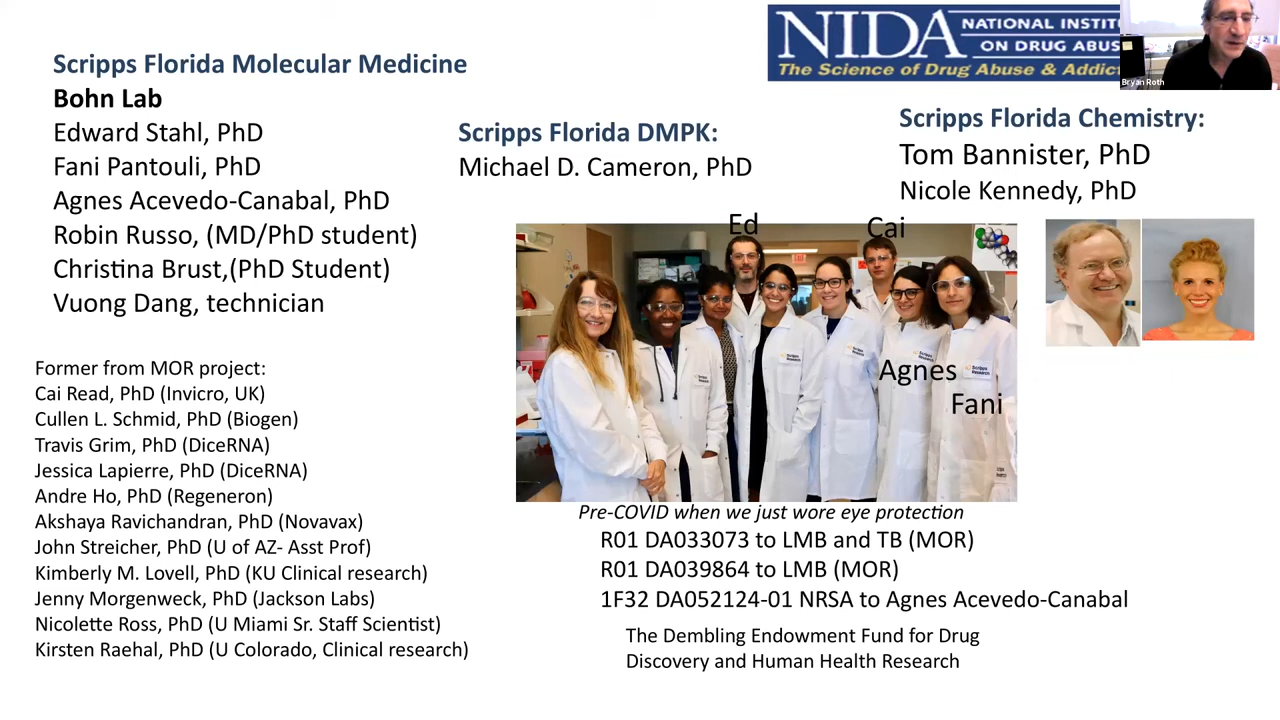 NIDA
NATIONAL INSTITU
ON DRUG ABUS
The Science of Drug Abuse & Addict
Bryan Roth
Scripps Florida Molecular Medicine
Bohn Lab
Edward Stahl, PhD
Fani Pantouli, PhD
Agnes Acevedo-Canabal, PhD
Robin Russo, (MD/PhD student)
Christina Brust,(PhD Student)
Vuong Dang, technician
Former from MOR project:
Cai Read, PhD (Invicro, UK)
Cullen L. Schmid, PhD (Biogen)
Travis Grim, PhD (DiceRNA)
Jessica Lapierre, PhD (DiceRNA)
Andre Ho, PhD (Regeneron)
Akshaya Ravichandran, PhD (Novavax)
John Streicher, PhD (U of AZ- Asst Prof)
Kimberly M. Lovell, PhD (KU Clinical research)
Jenny Morgenweck, PhD (Jackson Labs)
Nicolette Ross, PhD (U Miami Sr. Staff Scientist)
Kirsten Raehal, PhD (U Colorado, Clinical research)
Scripps Florida DMPK:
Michael D. Cameron, PhD
Scripps Florida Chemistry:
Tom Bannister, PhD
Nicole Kennedy, PhD
Ed
Cai
Agnes
Fani
Pre-COVID when we just wore eye protection
R01 DA033073 to LMB and TB (MOR)
R01 DA039864 to LMB (MOR)
1F32 DA052124-01 NRSA to Agnes Acevedo-Canabal
The Dembling Endowment Fund for Drug
Discovery and Human Health Research